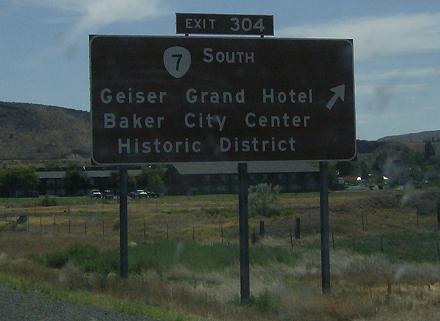 EXIT 304
7 SOUTH
Geiser Grand Hotel
Baker City Center
Historic District